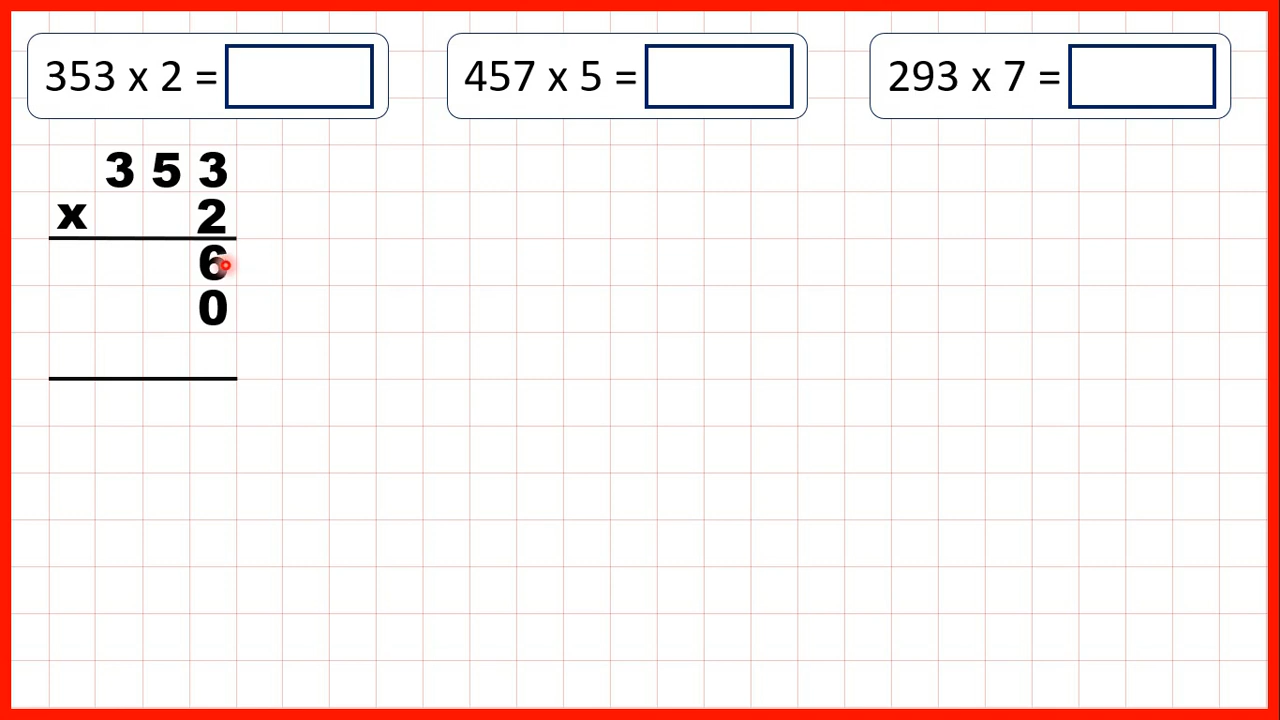 353 x 2 =
457 x 5 =
293 x 7 =
3 5 3
x 2
6
0